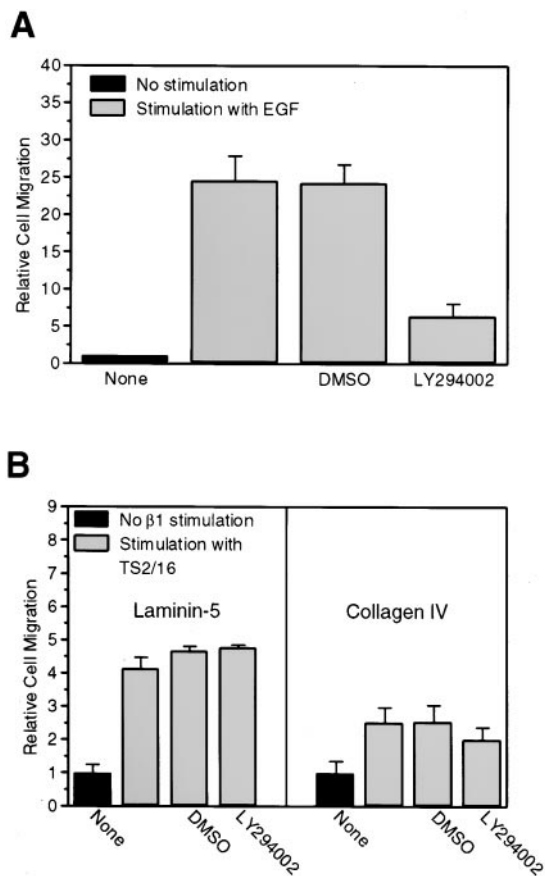 A
40
35
30
25
20
15
10
5
0
Relative Cell Migration
No stimulation
Stimulation with EGF
None DMSO LY294002
B
9
8
7
6
5
4
3
2
1
0
Relative Cell Migration
No β1 stimulation
Stimulation with
TS2/16
Laminin-5 Collagen IV
None DMSO LY294002 None DMSO LY294002